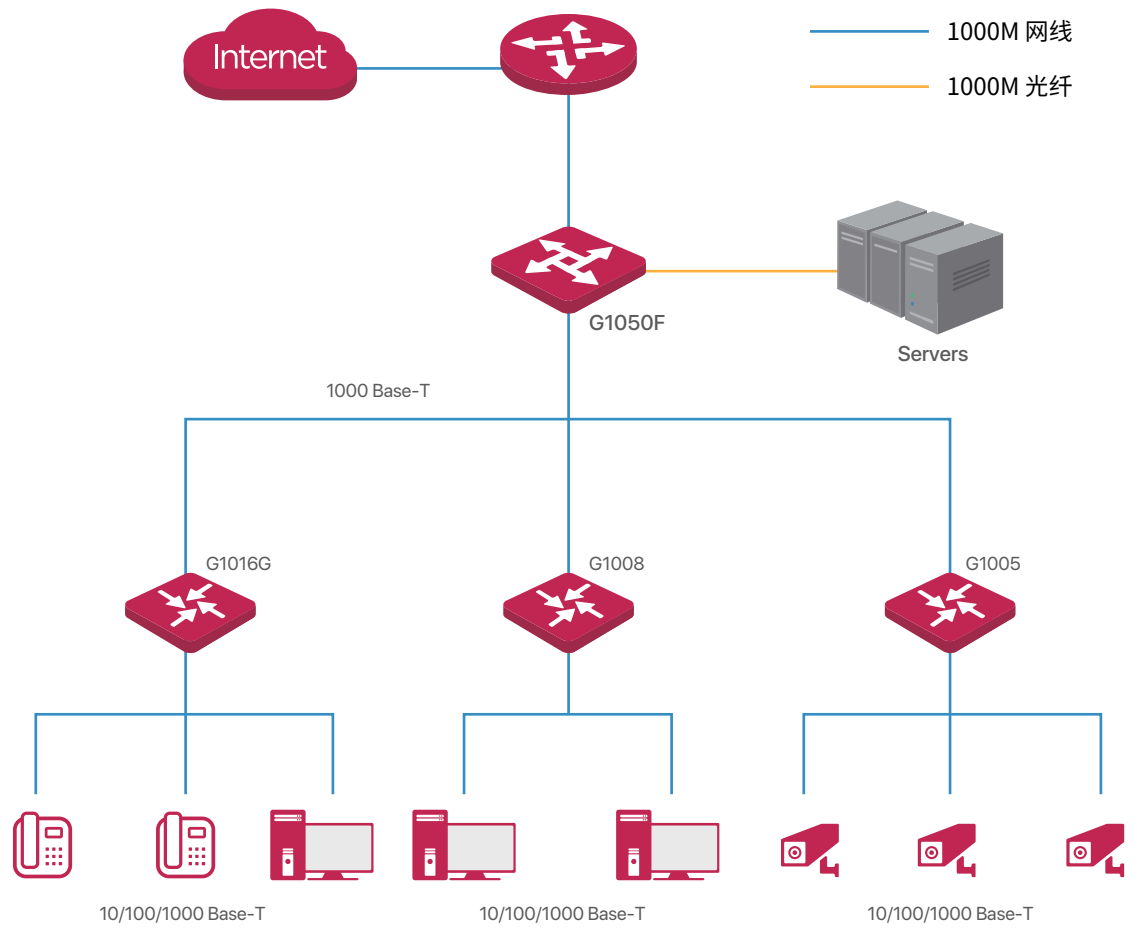 Internet
1000M 网线
1000M 光纤
G1050F
Servers
1000 Base-T
G1016G
G1008
G1005
10/100/1000 Base-T
10/100/1000 Base-T
10/100/1000 Base-T